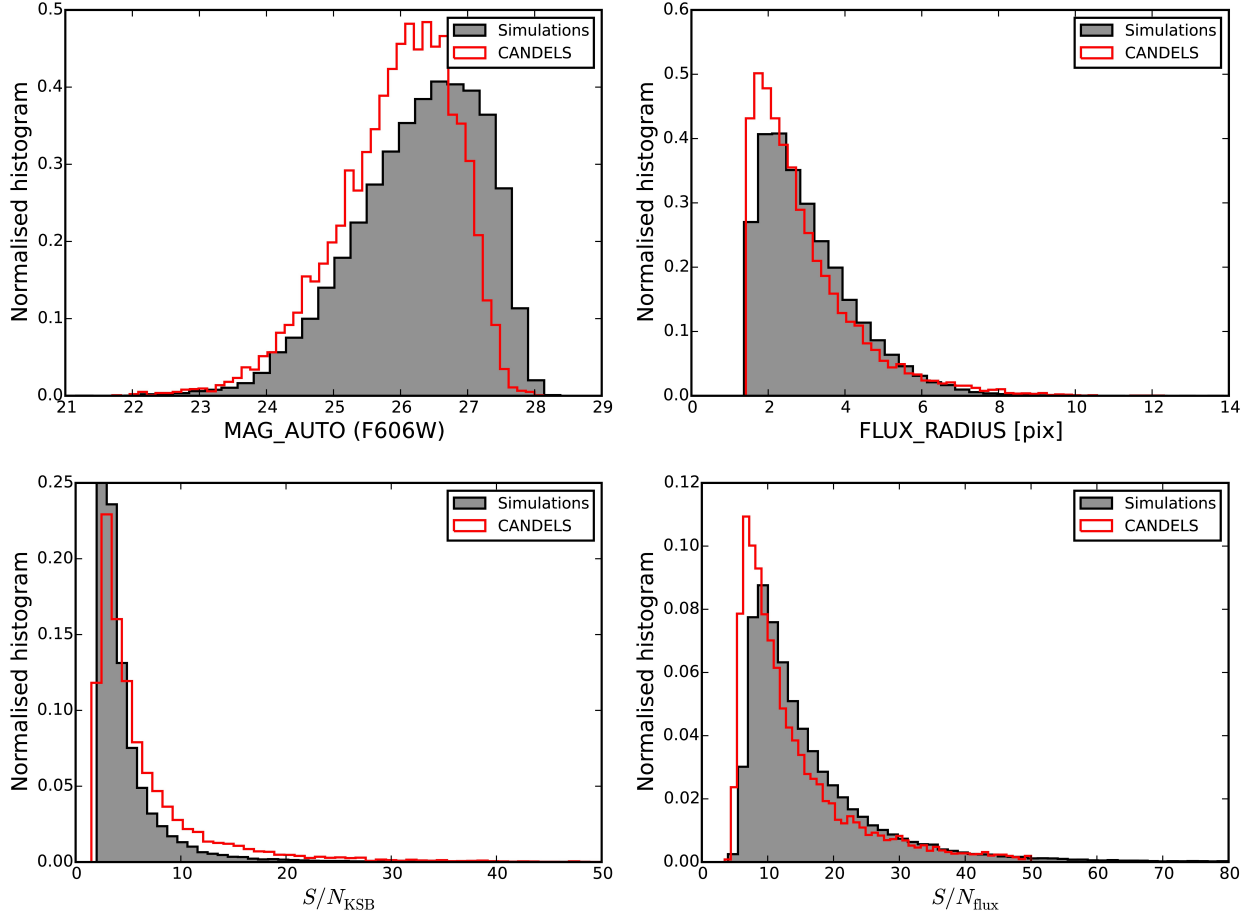 0.5
0.4
0.3
0.2
0.1
0.0
Normalised histogram
Simulations
CANDELS
21 22 23 24 25 26 27 28 29
MAG_AUTO (F606W)
0.6
0.5
0.4
0.3
0.2
0.1
0.0
Normalised histogram
Simulations
CANDELS
0 2 4 6 8 10 12 14
FLUX_RADIUS [pix]
0.25
0.20
0.15
0.10
0.05
0.00
Normalised histogram
Simulations
CANDELS
0 10 20 30 40 50
S/N_KSB
0.12
0.10
0.08
0.06
0.04
0.02
0.00
Normalised histogram
Simulations
CANDELS
0 10 20 30 40 50 60 70 80
S/N_flux